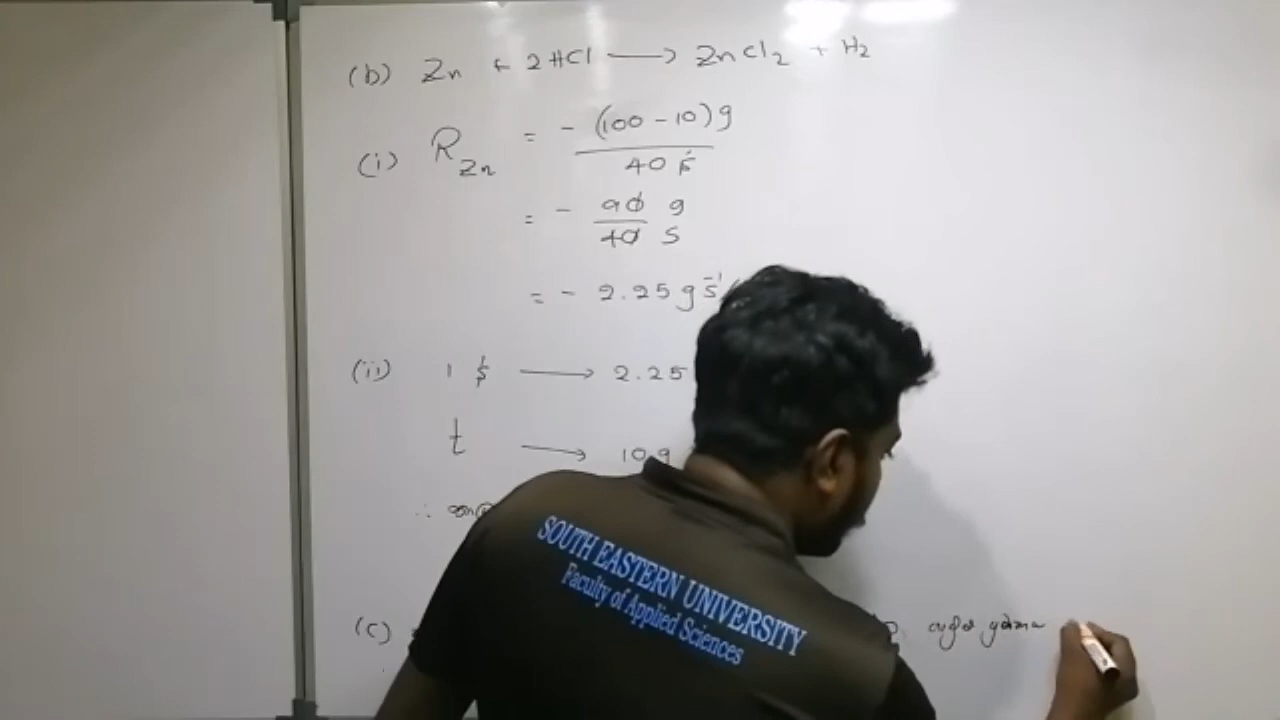 (b) Zn + 2HCl → ZnCl₂ + H₂
(i) R_Zn = - (100 - 10) g / 40 s
= - 90 g / 40 s
= - 2.25 g s⁻¹
(ii) 1 s → 2.25
t → 10 g
∴
(c)
SOUTH EASTERN UNIVERSITY
Faculty of Applied Sciences